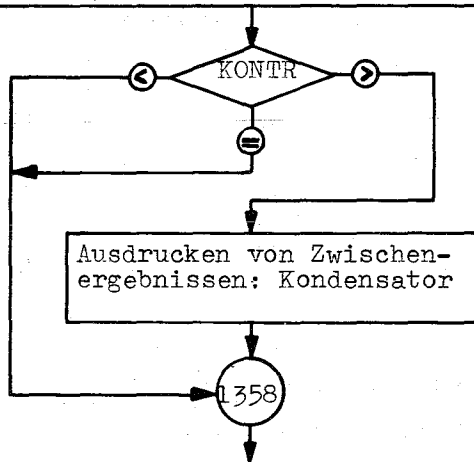 KONTR
<
>
=
Ausdrucken von Zwischen-
ergebnissen: Kondensator
1358